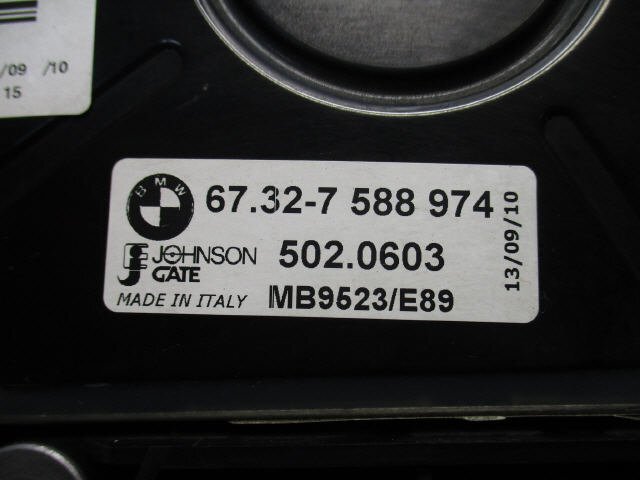 /09 /10
15
BMW
67.32-7 588 974
JOHNSON
GATE
502.0603
MADE IN ITALY
MB9523/E89
13/09/10